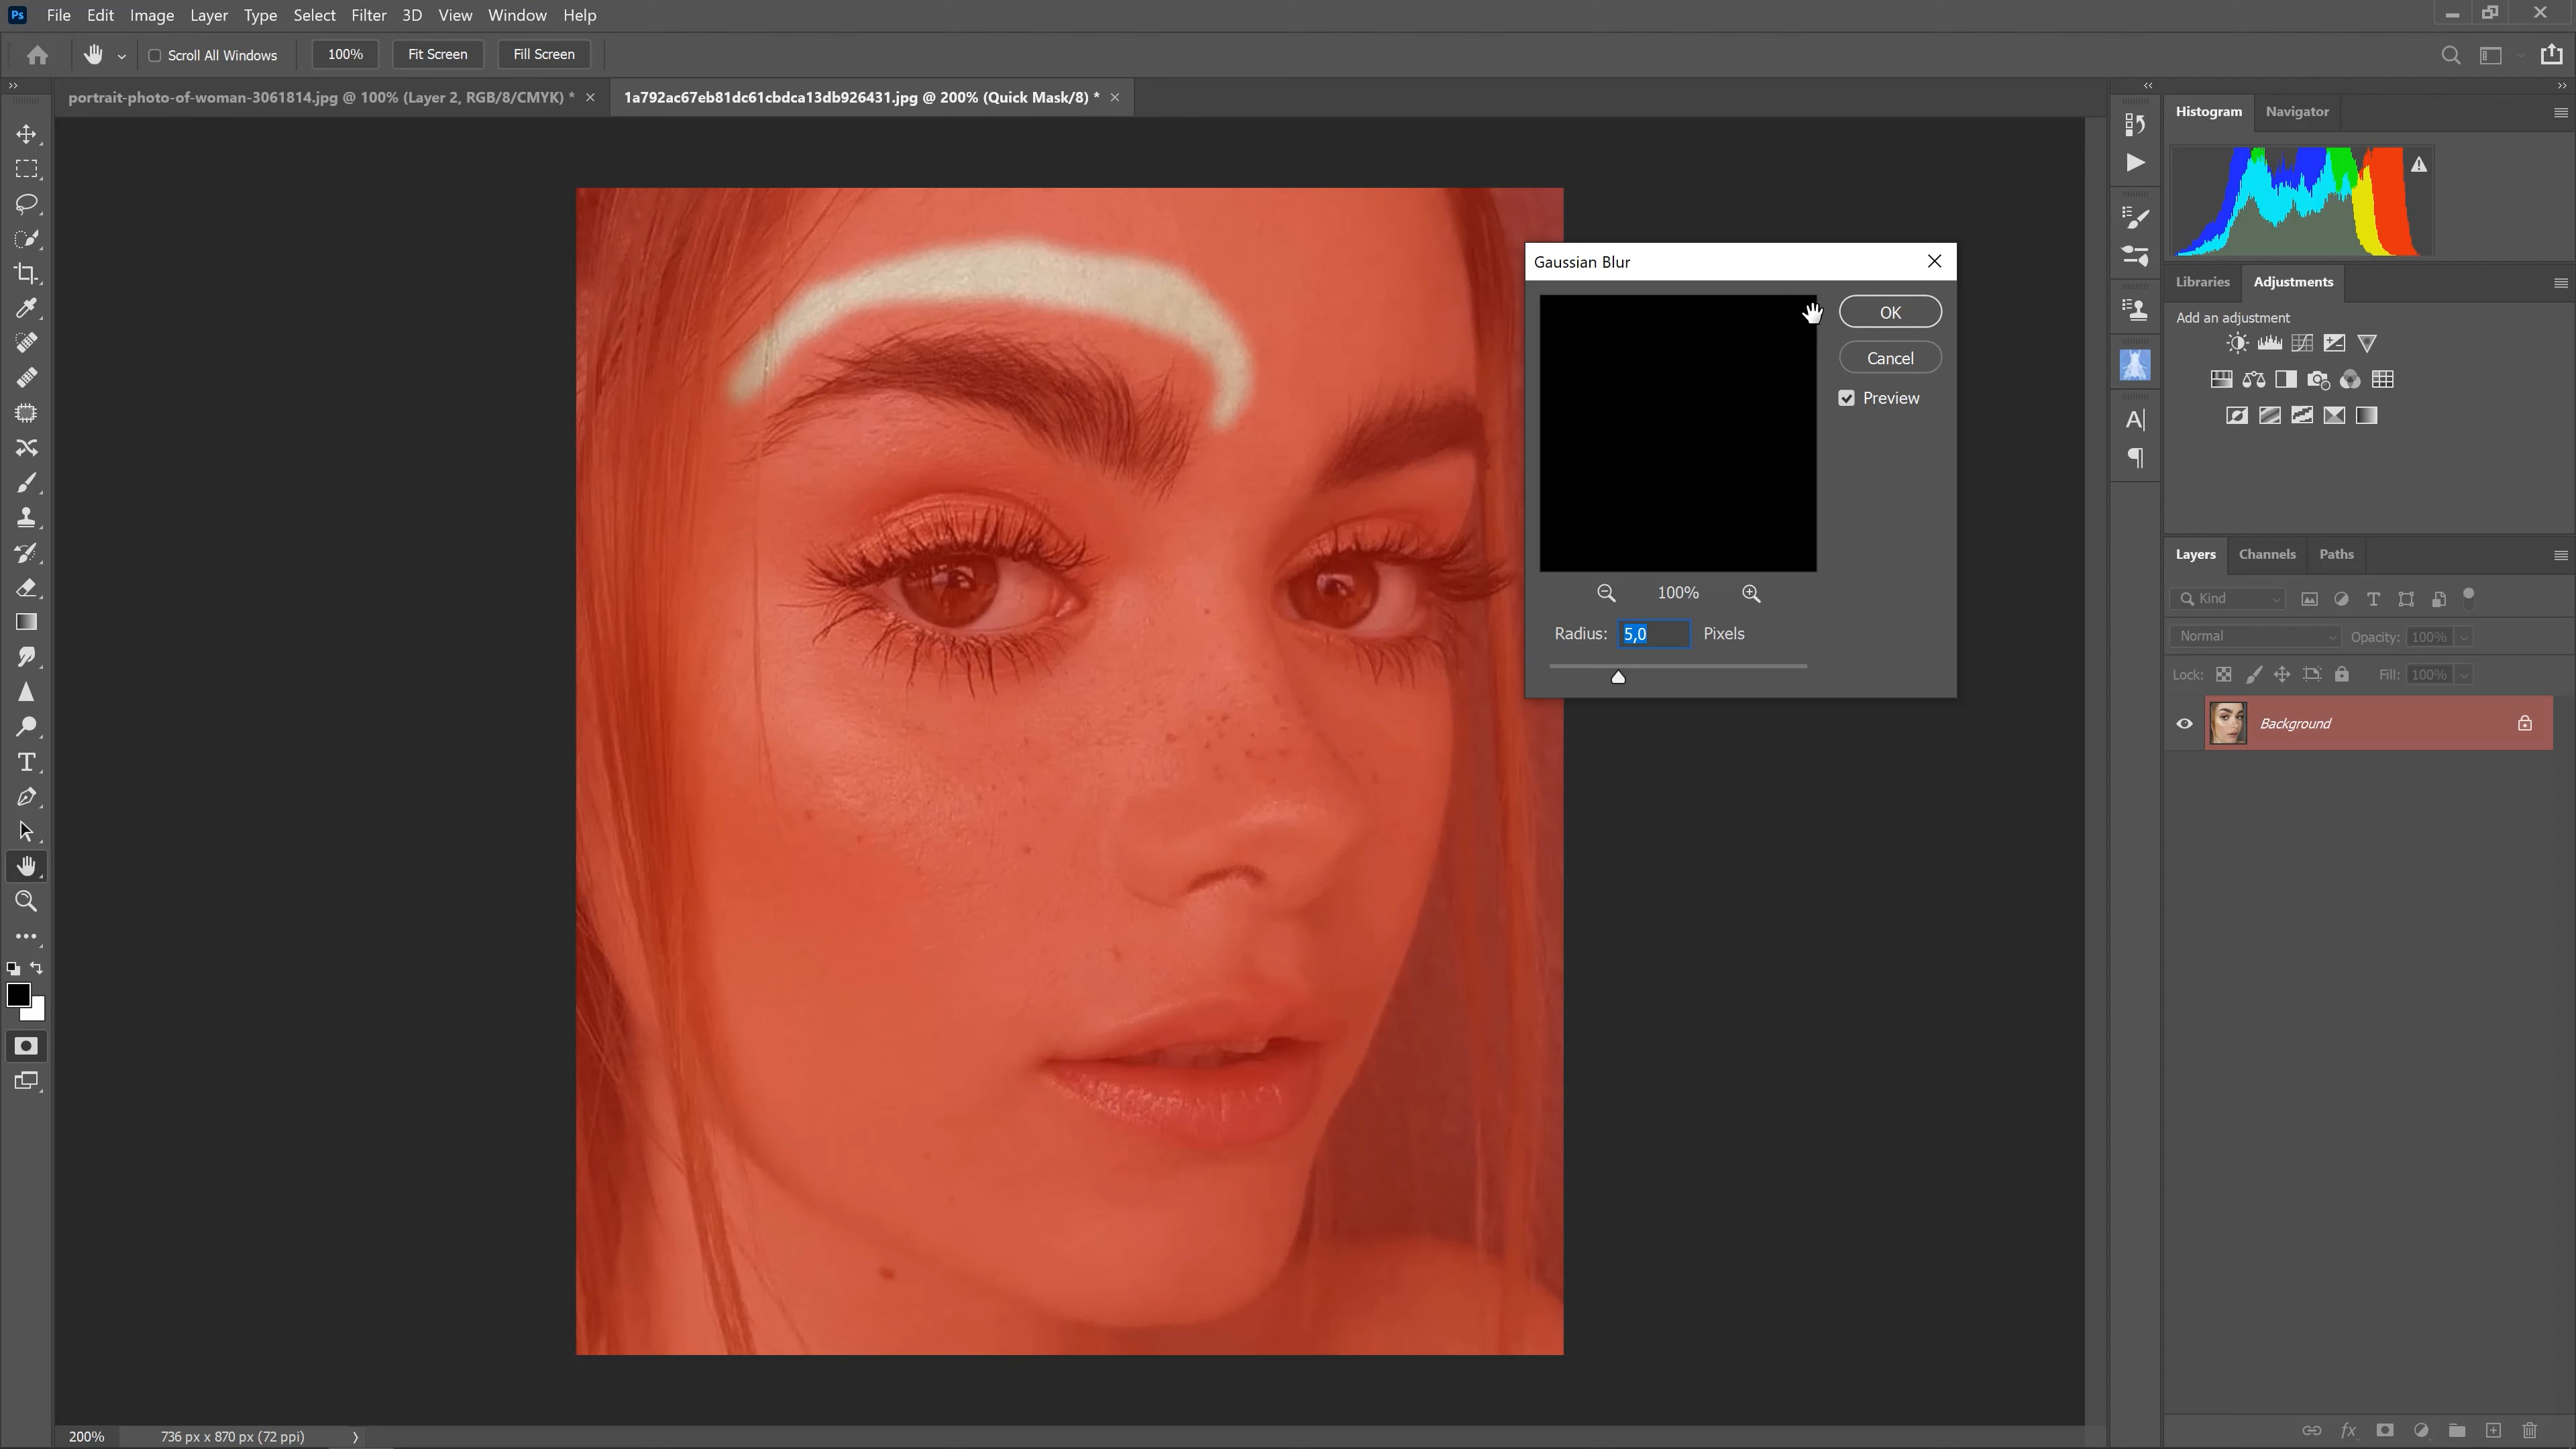 Ps File Edit Image Layer Type Select Filter 3D View Window Help
Scroll All Windows 100% Fit Screen Fill Screen
portrait-photo-of-woman-3061814.jpg @ 100% (Layer 2, RGB/8/CMYK) * ×
1a792ac67eb81dc61cbdca13db926431.jpg @ 200% (Quick Mask/8) * ×
Histogram Navigator
Gaussian Blur
OK
Cancel
Preview
100%
Radius: 5,0 Pixels
Libraries Adjustments
Add an adjustment
Layers Channels Paths
Kind
Normal Opacity: 100%
Lock: Fill: 100%
Background
200% 736 px x 870 px (72 ppi)